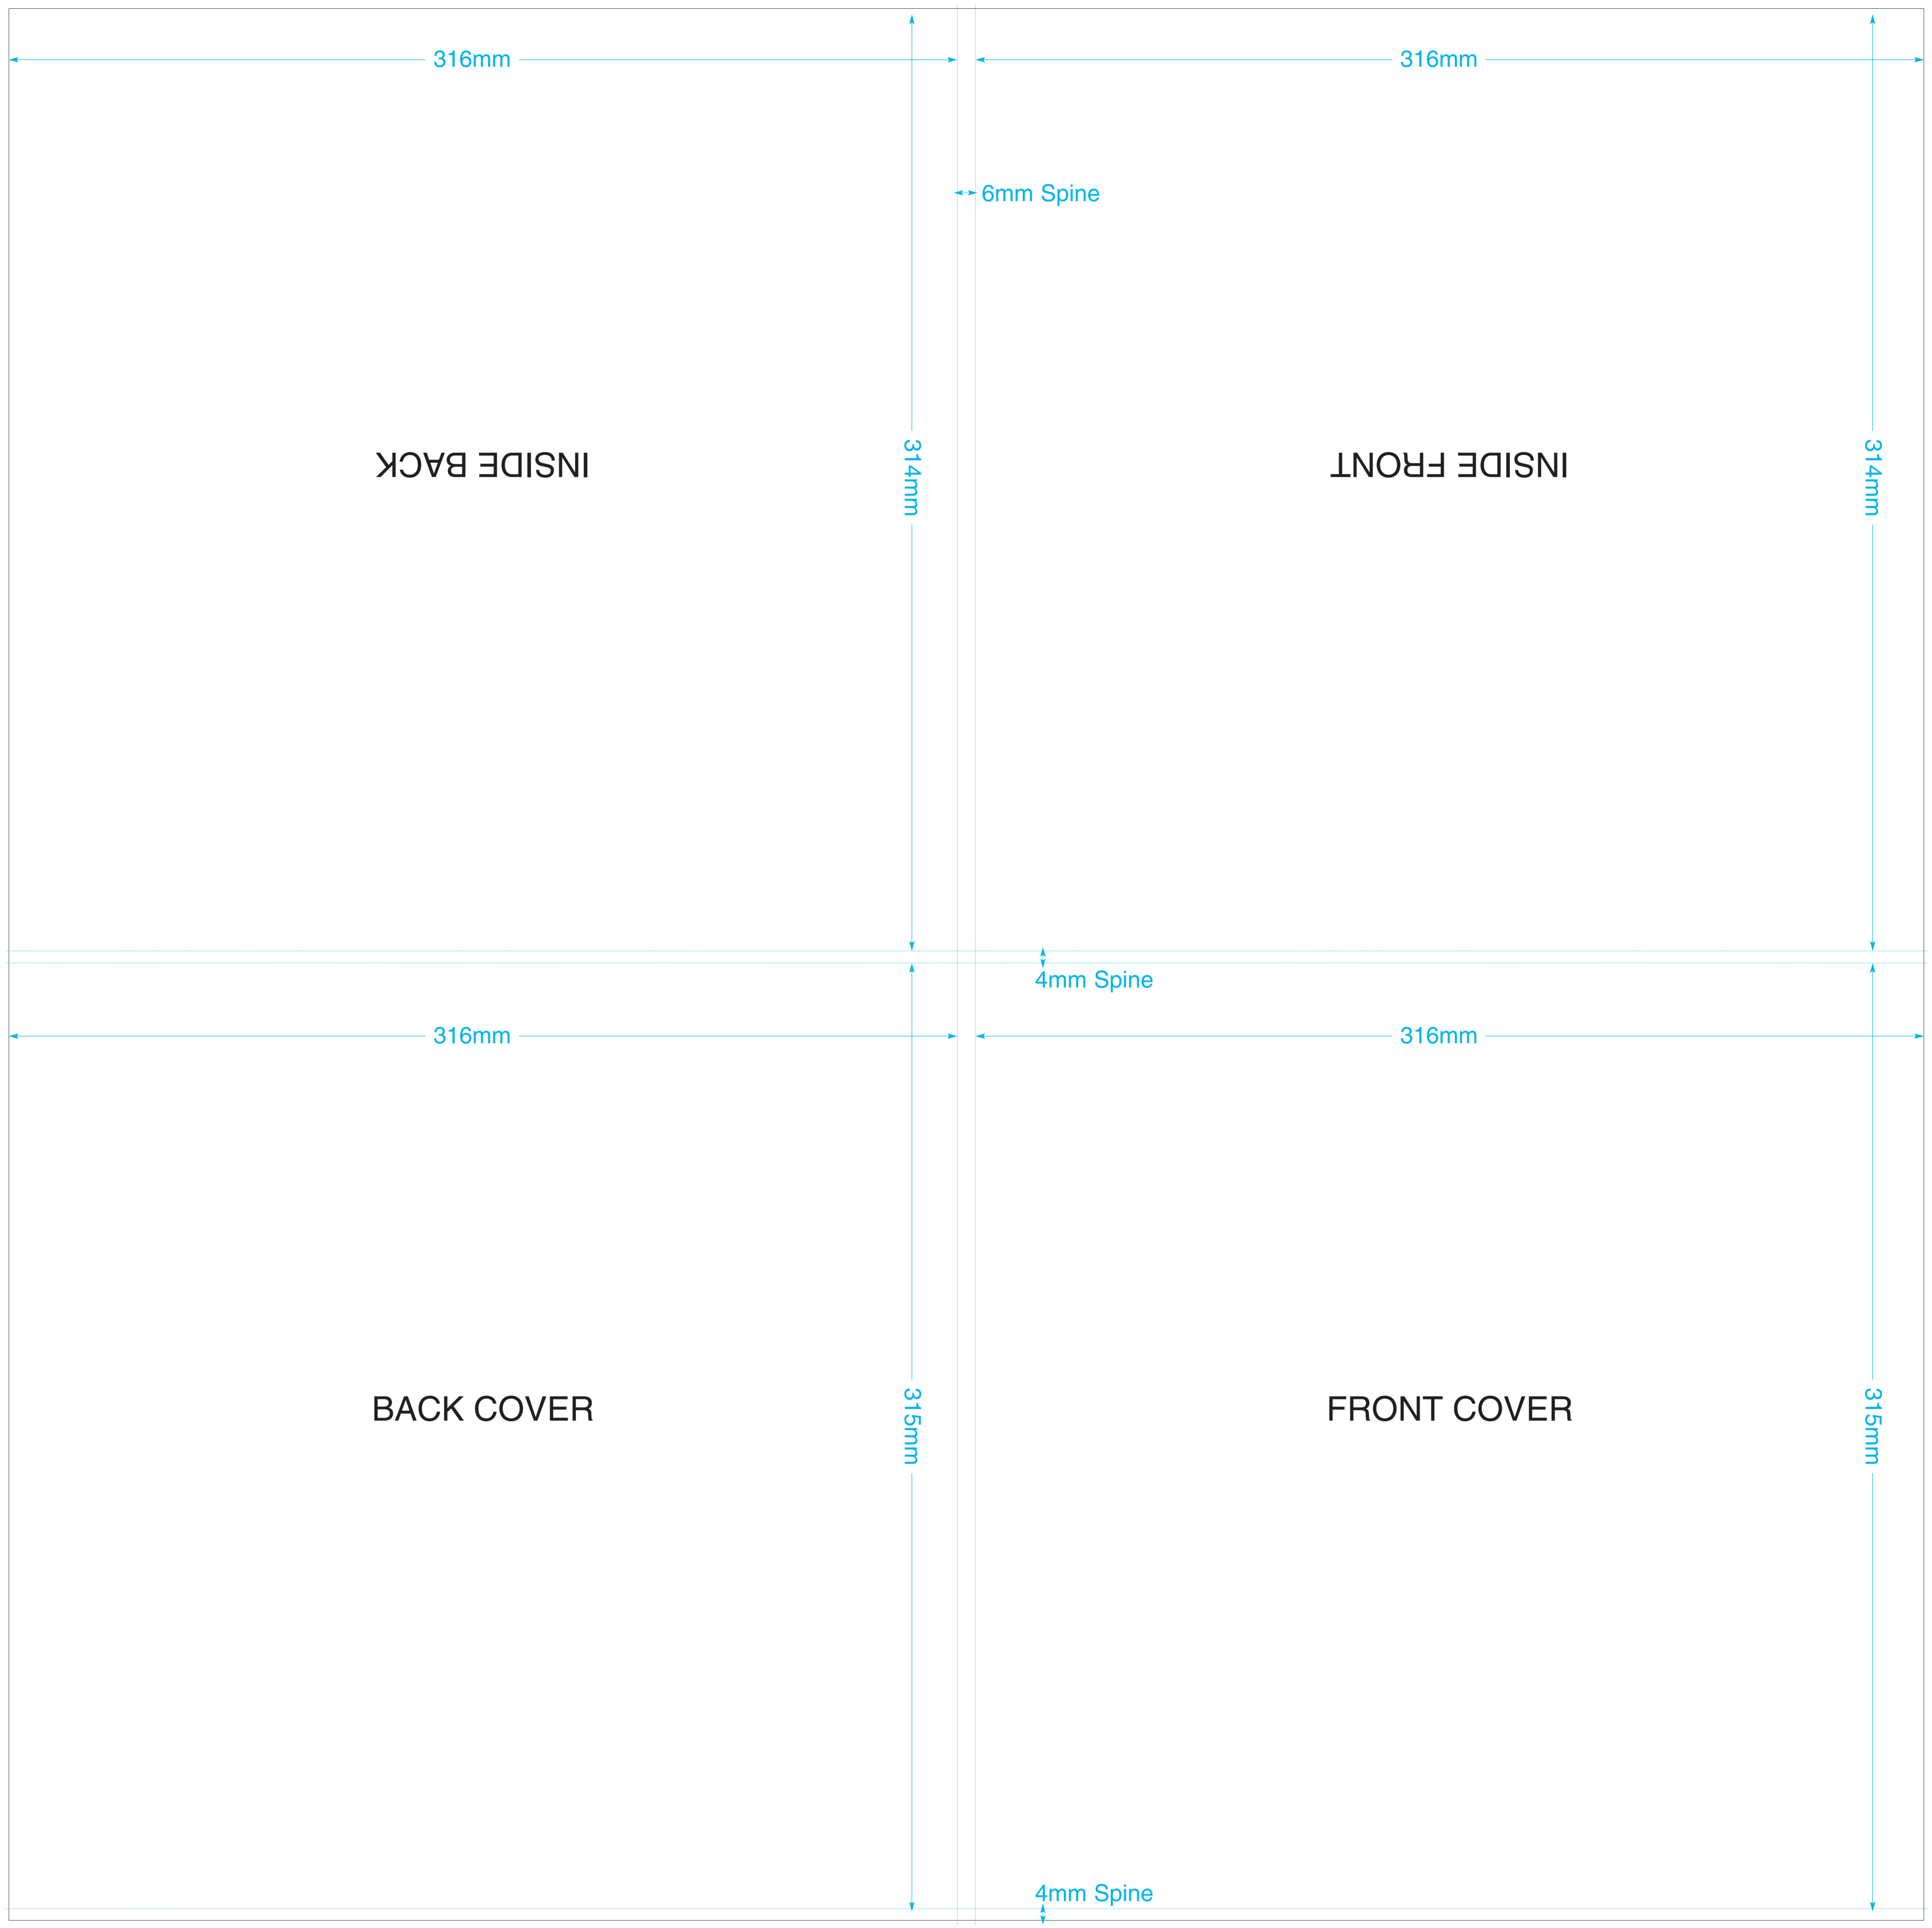 316mm
316mm
6mm Spine
INSIDE BACK
314mm
INSIDE FRONT
314mm
4mm Spine
316mm
316mm
BACK COVER
315mm
FRONT COVER
315mm
4mm Spine